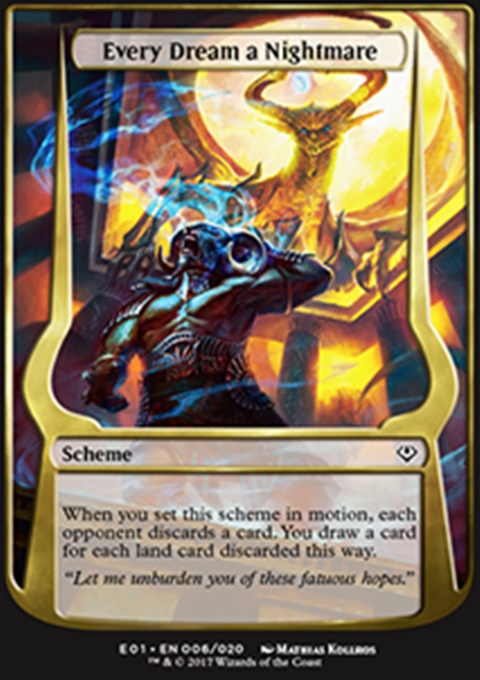 Every Dream a Nightmare
Scheme
When you set this scheme in motion, each
opponent discards a card. You draw a card
for each land card discarded this way.
“Let me unburden you of these fatuous hopes.”
E01 • EN 006/020 Mathias Kollros
™ & © 2017 Wizards of the Coast